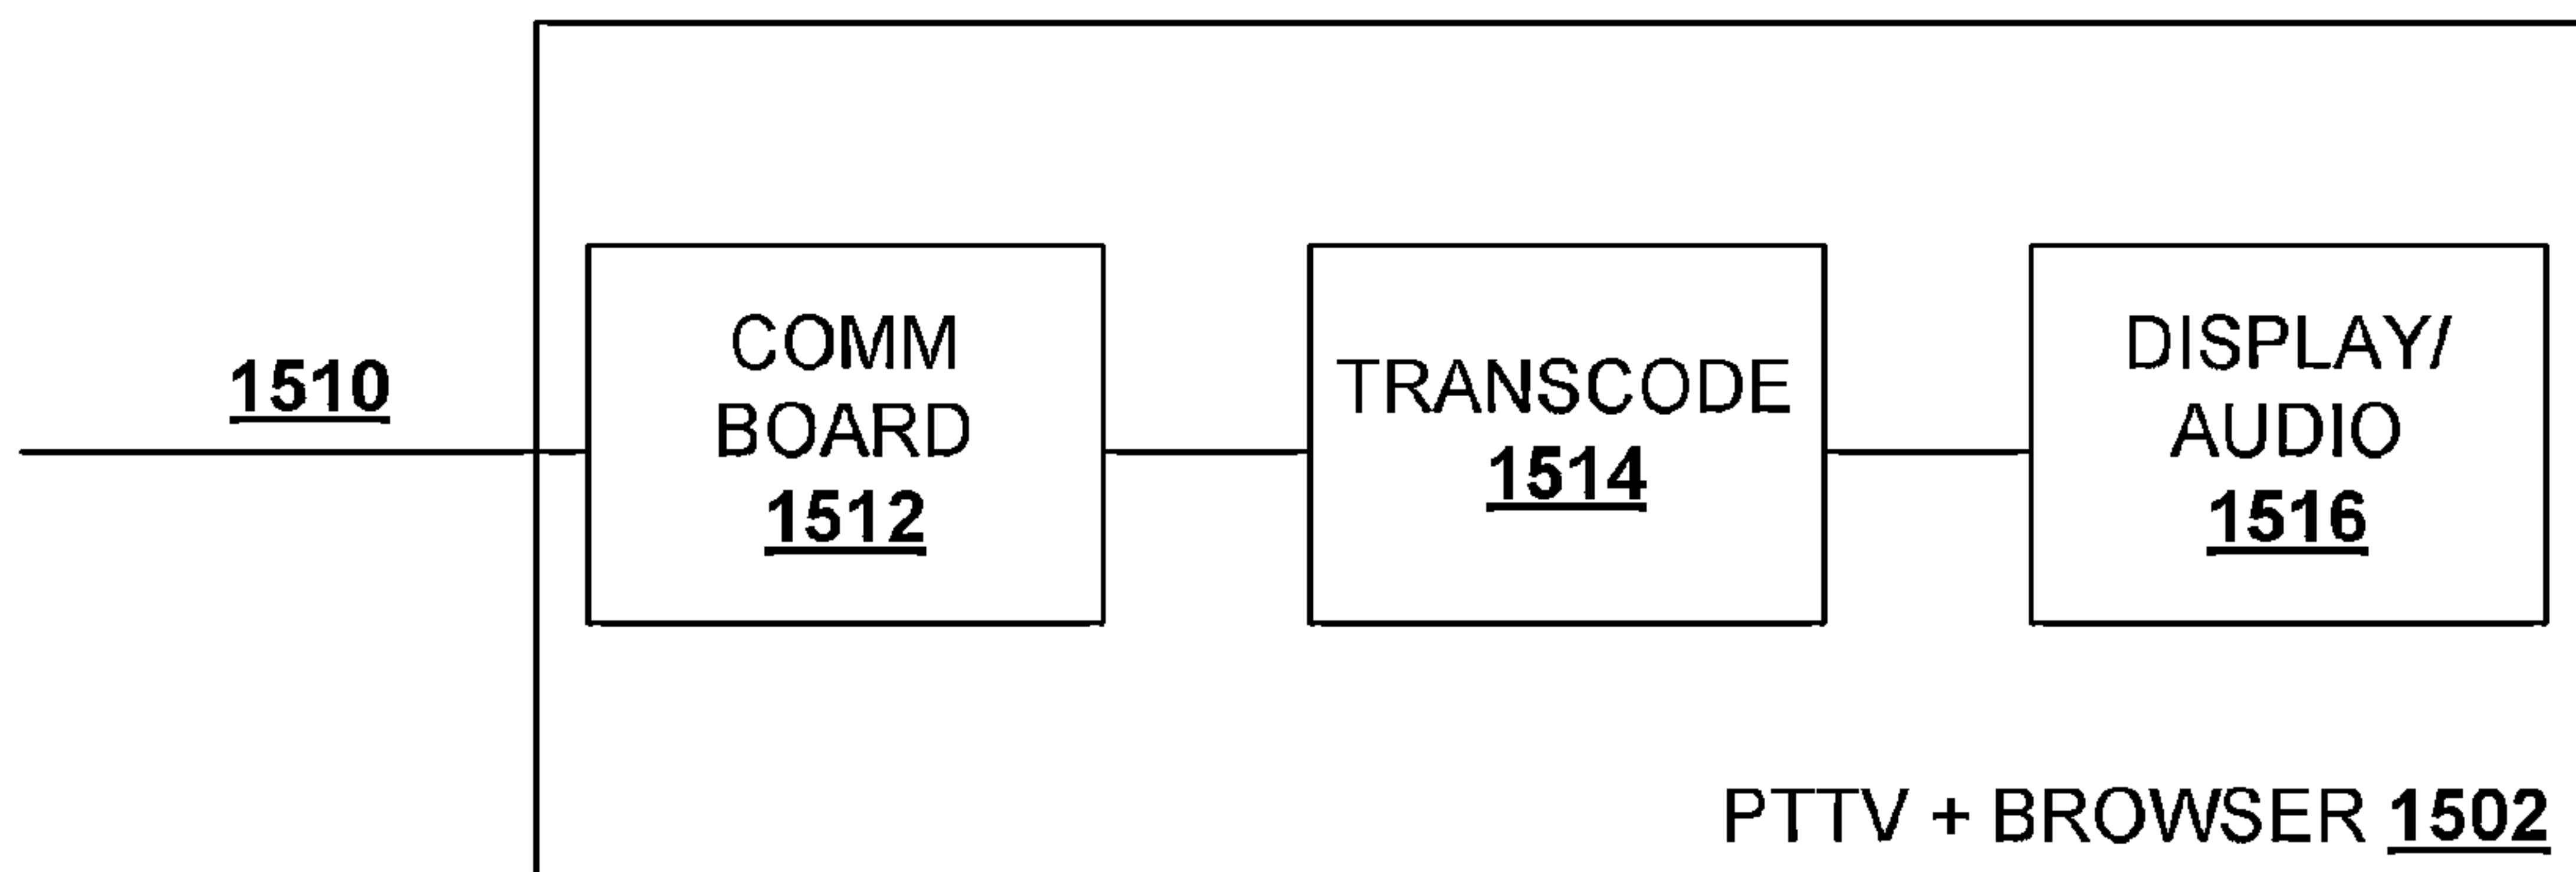 1510
COMM
BOARD
1512
TRANSCODE
1514
DISPLAY/
AUDIO
1516
PTTV + BROWSER 1502